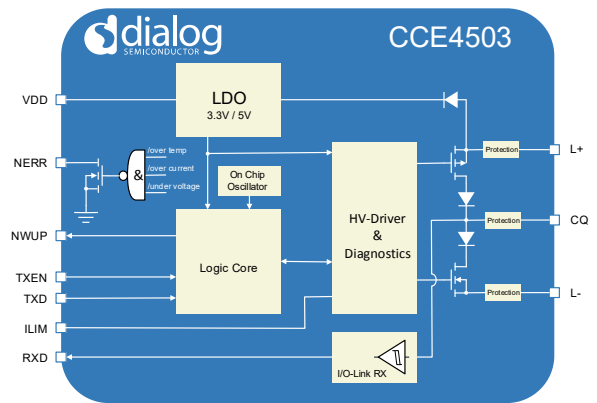 dialog
SEMICONDUCTOR
CCE4503
VDD
LDO
3.3V / 5V
NERR
/over temp
/over current
/under voltage
&
On Chip
Oscillator
Protection
L+
NWUP
Logic Core
HV-Driver
&
Diagnostics
Protection
CQ
TXEN
TXD
Protection
L-
ILIM
RXD
I/O-Link RX